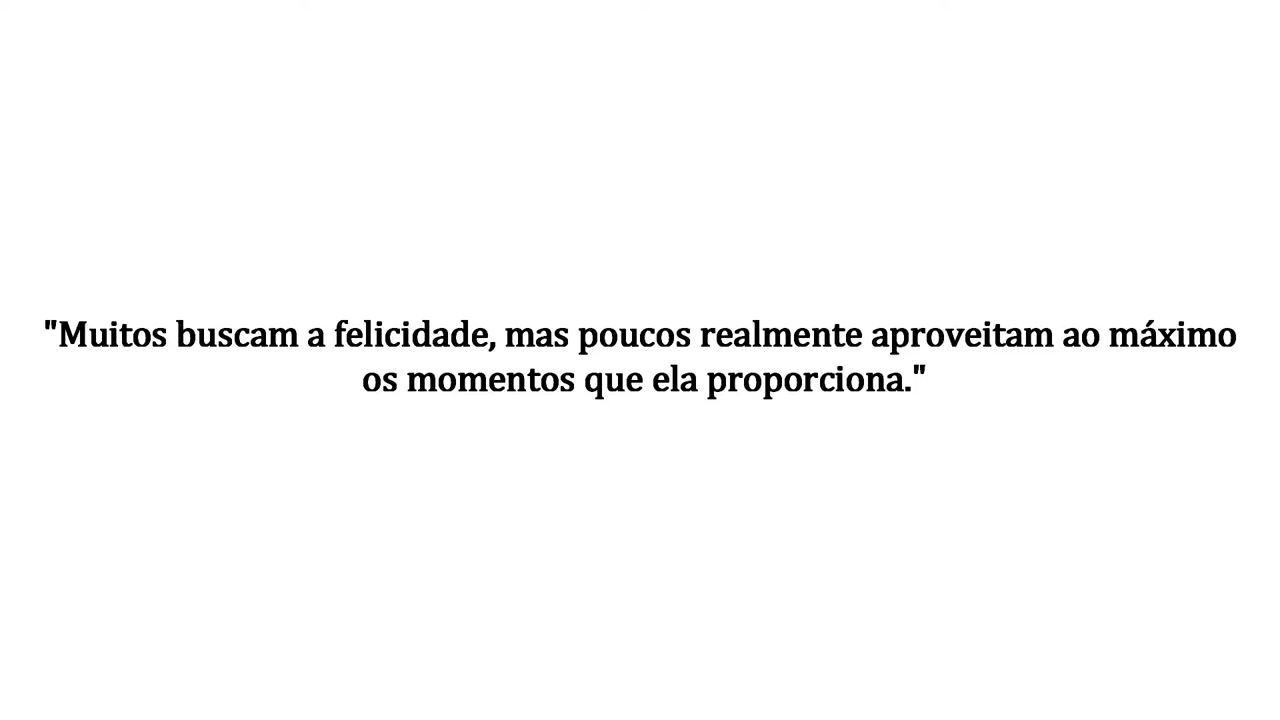 "Muitos buscam a felicidade, mas poucos realmente aproveitam ao máximo
os momentos que ela proporciona."